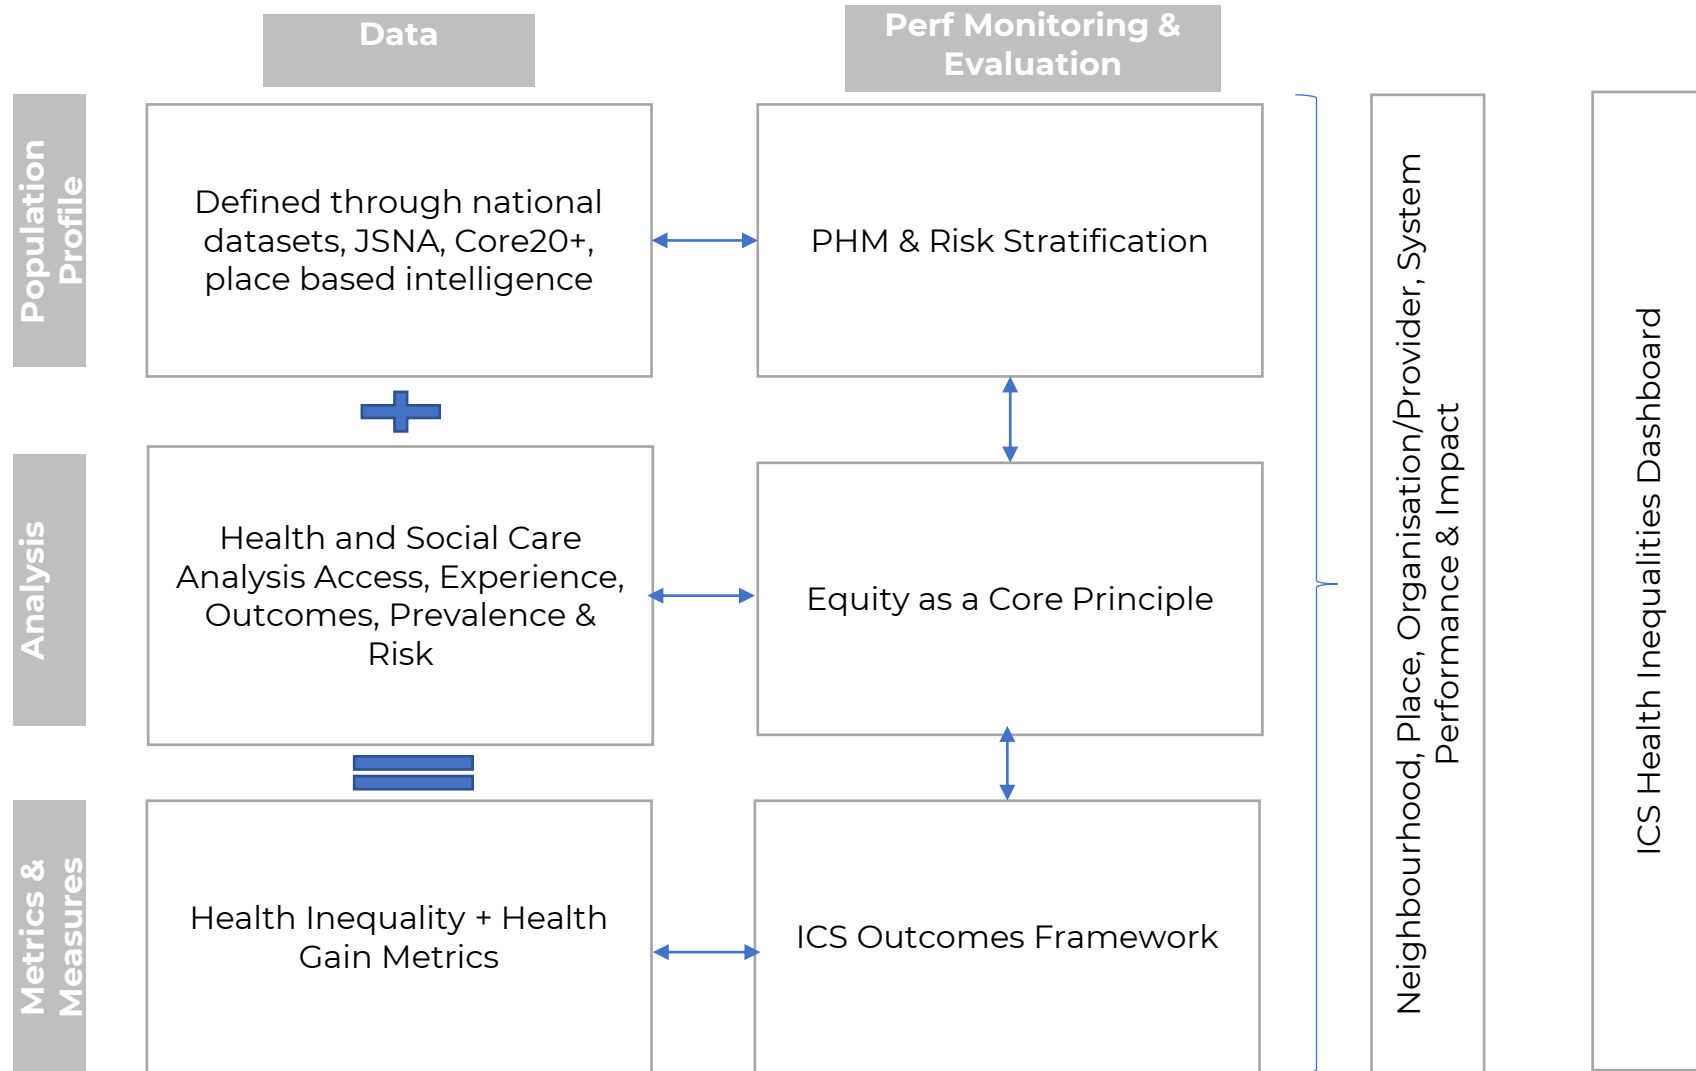 Data
Perf Monitoring &
Evaluation
Population
Profile
Defined through national
datasets, JSNA, Core20+,
place based intelligence
PHM & Risk Stratification
Analysis
Health and Social Care
Analysis Access, Experience,
Outcomes, Prevalence &
Risk
Equity as a Core Principle
Metrics &
Measures
Health Inequality + Health
Gain Metrics
ICS Outcomes Framework
Neighbourhood, Place, Organisation/Provider, System
Performance & Impact
ICS Health Inequalities Dashboard